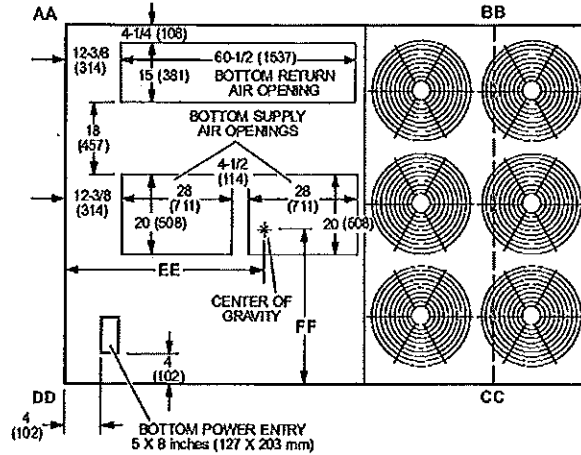 AA
BB
4-1/4 (108)
12-3/8
(314)
60-1/2 (1537)
15 (381)
BOTTOM RETURN
AIR OPENING
18
(457)
BOTTOM SUPPLY
AIR OPENINGS
4-1/2
(114)
12-3/8
(314)
28
(711)
28
(711)
20 (508)
20 (508)
EE
CENTER OF
GRAVITY
FF
4
(102)
DD
CC
4
(102)
BOTTOM POWER ENTRY
5 X 8 inches (127 X 203 mm)